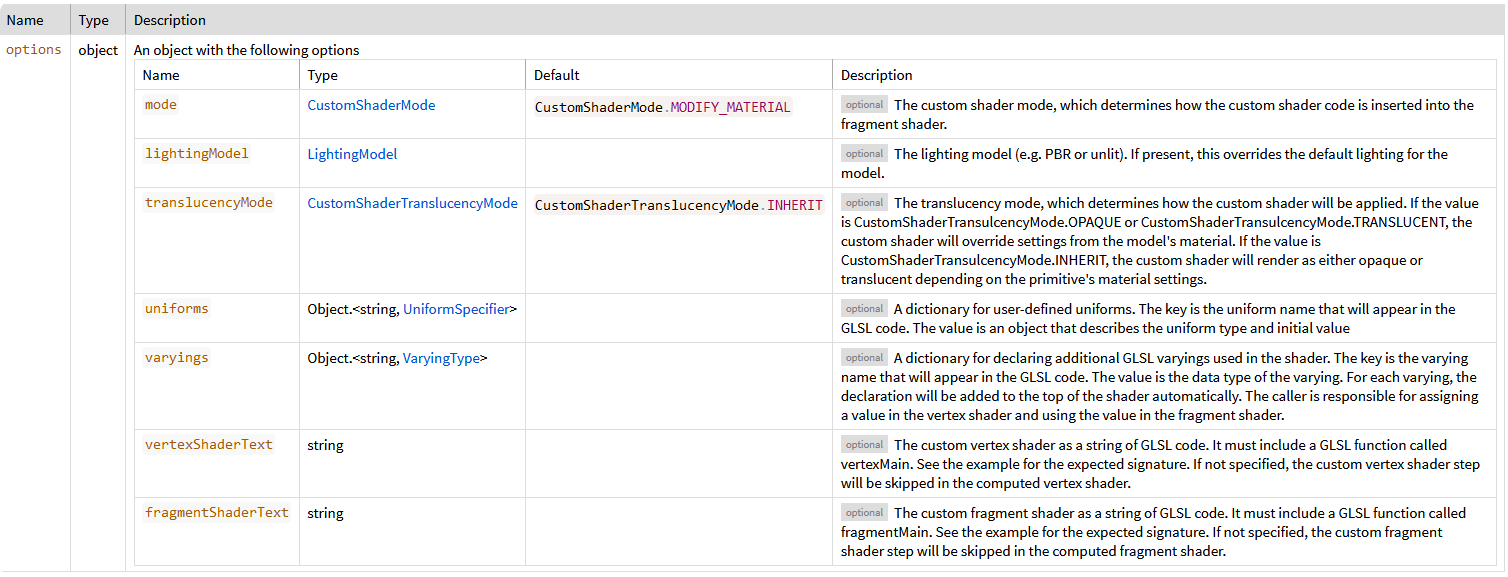 Name Type Description
options object An object with the following options
Name Type Default Description
mode CustomShaderMode CustomShaderMode.MODIFY_MATERIAL optional The custom shader mode, which determines how the custom shader code is inserted into the
fragment shader.
lightingModel LightingModel optional The lighting model (e.g. PBR or unlit). If present, this overrides the default lighting for the
model.
translucencyMode CustomShaderTranslucencyMode CustomShaderTranslucencyMode.INHERIT optional The translucency mode, which determines how the custom shader will be applied. If the value
is CustomShaderTransulcencyMode.OPAQUE or CustomShaderTransulcencyMode.TRANSLUCENT, the
custom shader will override settings from the model's material. If the value is
CustomShaderTransulcencyMode.INHERIT, the custom shader will render as either opaque or
translucent depending on the primitive's material settings.
uniforms Object.<string, UniformSpecifier> optional A dictionary for user-defined uniforms. The key is the uniform name that will appear in the
GLSL code. The value is an object that describes the uniform type and initial value
varyings Object.<string, VaryingType> optional A dictionary for declaring additional GLSL varyings used in the shader. The key is the varying
name that will appear in the GLSL code. The value is the data type of the varying. For each varying, the
declaration will be added to the top of the shader automatically. The caller is responsible for assigning
a value in the vertex shader and using the value in the fragment shader.
vertexShaderText string optional The custom vertex shader as a string of GLSL code. It must include a GLSL function called
vertexMain. See the example for the expected signature. If not specified, the custom vertex shader step
will be skipped in the computed vertex shader.
fragmentShaderText string optional The custom fragment shader as a string of GLSL code. It must include a GLSL function called
fragmentMain. See the example for the expected signature. If not specified, the custom fragment
shader step will be skipped in the computed fragment shader.